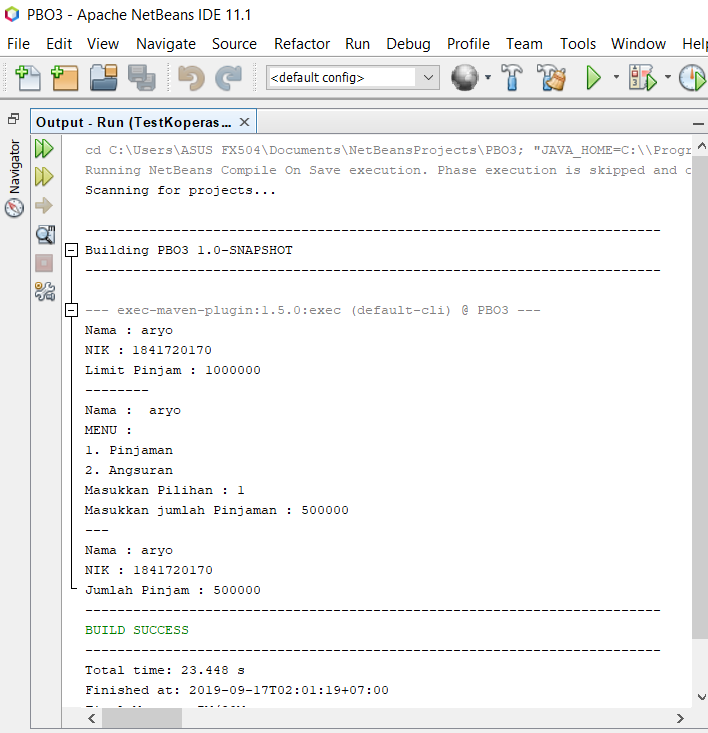 PBO3 - Apache NetBeans IDE 11.1
File Edit View Navigate Source Refactor Run Debug Profile Team Tools Window Help
<default config>
Output - Run (TestKoperas...
Navigator
cd C:\Users\ASUS FX504\Documents\NetBeansProjects\PBO3; "JAVA_HOME=C:\\Progr
Running NetBeans Compile On Save execution. Phase execution is skipped and o
Scanning for projects...
------------------------------------------------------------------------
Building PBO3 1.0-SNAPSHOT
------------------------------------------------------------------------
--- exec-maven-plugin:1.5.0:exec (default-cli) @ PBO3 ---
Nama : aryo
NIK : 1841720170
Limit Pinjam : 1000000
--------
Nama :  aryo
MENU :
1. Pinjaman
2. Angsuran
Masukkan Pilihan : 1
Masukkan jumlah Pinjaman : 500000
---
Nama : aryo
NIK : 1841720170
Jumlah Pinjam : 500000
------------------------------------------------------------------------
BUILD SUCCESS
------------------------------------------------------------------------
Total time: 23.448 s
Finished at: 2019-09-17T02:01:19+07:00